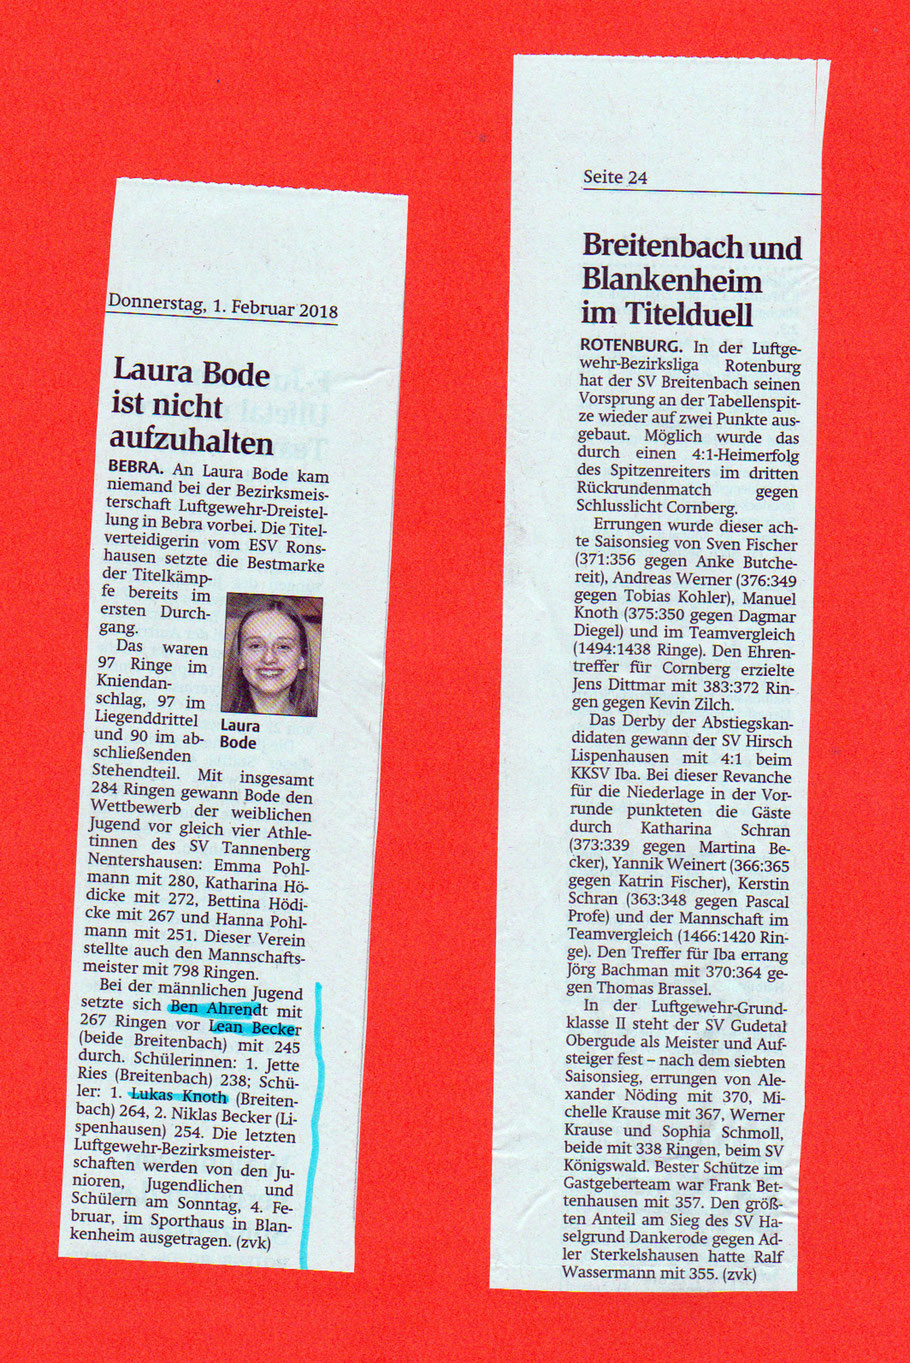 Donnerstag, 1. Februar 2018
Laura Bode
ist nicht
aufzuhalten
BEBRA. An Laura Bode kam
niemand bei der Bezirksmeis-
terschaft Luftgewehr-Dreistel-
lung in Bebra vorbei. Die Titel-
verteidigerin vom ESV Rons-
hausen setzte die Bestmarke
der Titelkämp-
fe bereits im
ersten Durch-
gang.
Das waren
97 Ringe im
Kniendan-
schlag, 97 im
Liegenddrittel
und 90 im ab-
schließenden
Laura
Bode
Stehendteil. Mit insgesamt
284 Ringen gewann Bode den
Wettbewerb der weiblichen
Jugend vor gleich vier Athle-
tinnen des SV Tannenberg
Nentershausen: Emma Pohl-
mann mit 280, Katharina Hö-
dicke mit 272, Bettina Hödi-
cke mit 267 und Hanna Pohl-
mann mit 251. Dieser Verein
stellte auch den Mannschafts-
meister mit 798 Ringen.
Bei der männlichen Jugend
setzte sich Ben Ahrendt mit
267 Ringen vor Lean Becker
(beide Breitenbach) mit 245
durch. Schülerinnen: 1. Jette
Ries (Breitenbach) 238; Schü-
ler: 1. Lukas Knoth (Breiten-
bach) 264, 2. Niklas Becker (Li-
spenhausen) 254. Die letzten
Luftgewehr-Bezirksmeister-
schaften werden von den Ju-
nioren, Jugendlichen und
Schülern am Sonntag, 4. Fe-
bruar, im Sporthaus in Blan-
kenheim ausgetragen. (zvk)
Seite 24
Breitenbach und
Blankenheim
im Titelduell
ROTENBURG. In der Luftge-
wehr-Bezirksliga Rotenburg
hat der SV Breitenbach seinen
Vorsprung an der Tabellenspit-
ze wieder auf zwei Punkte aus-
gebaut. Möglich wurde das
durch einen 4:1-Heimerfolg
des Spitzenreiters im dritten
Rückrundenmatch gegen
Schlusslicht Cornberg.
Errungen wurde dieser ach-
te Saisonsieg von Sven Fischer
(371:356 gegen Anke Butche-
reit), Andreas Werner (376:349
gegen Tobias Kohler), Manuel
Knoth (375:350 gegen Dagmar
Diegel) und im Teamvergleich
(1494:1438 Ringe). Den Ehren-
treffer für Cornberg erzielte
Jens Dittmar mit 383:372 Rin-
gen gegen Kevin Zilch.
Das Derby der Abstiegskan-
didaten gewann der SV Hirsch
Lispenhausen mit 4:1 beim
KKSV Iba. Bei dieser Revanche
für die Niederlage in der Vor-
runde punkteten die Gäste
durch Katharina Schran
(373:339 gegen Martina Be-
cker), Yannik Weinert (366:365
gegen Katrin Fischer), Kerstin
Schran (363:348 gegen Pascal
Profe) und der Mannschaft im
Teamvergleich (1466:1420 Rin-
ge). Den Treffer für Iba errang
Jörg Bachman mit 370:364 ge-
gen Thomas Brassel.
In der Luftgewehr-Grund-
klasse II steht der SV Gudetal
Obergude als Meister und Auf-
steiger fest – nach dem siebten
Saisonsieg, errungen von Ale-
xander Nöding mit 370, Mi-
chelle Krause mit 367, Werner
Krause und Sophia Schmoll,
beide mit 338 Ringen, beim SV
Königswald. Bester Schütze im
Gastgeberteam war Frank Bet-
tenhausen mit 357. Den größ-
ten Anteil am Sieg des SV Ha-
selgrund Dankerode gegen Ad-
ler Sterkelshausen hatte Ralf
Wassermann mit 355. (zvk)